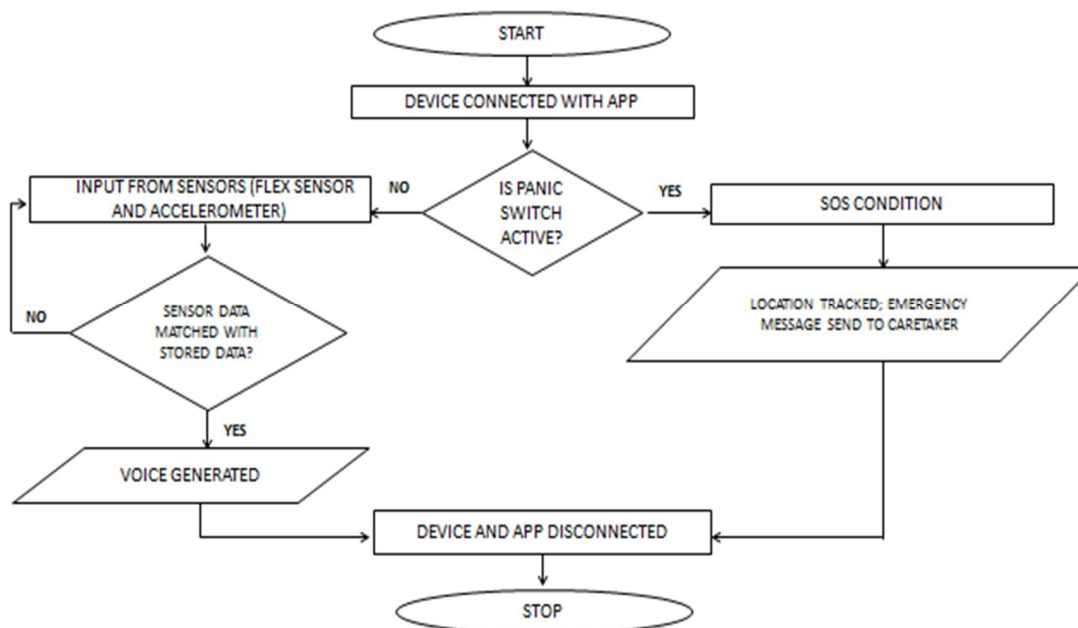 START
DEVICE CONNECTED WITH APP
IS PANIC
SWITCH
ACTIVE?
NO
YES
INPUT FROM SENSORS (FLEX SENSOR
AND ACCELEROMETER)
SOS CONDITION
SENSOR DATA
MATCHED WITH
STORED DATA?
NO
LOCATION TRACKED; EMERGENCY
MESSAGE SEND TO CARETAKER
YES
VOICE GENERATED
DEVICE AND APP DISCONNECTED
STOP